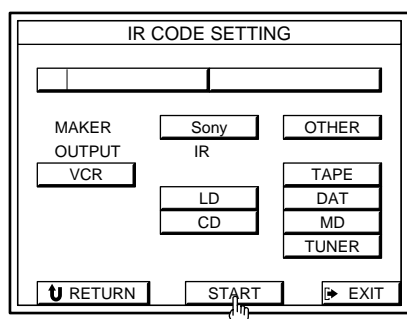 IR CODE SETTING
MAKER Sony OTHER
OUTPUT IR
VCR TAPE
LD DAT
CD MD
TUNER
RETURN START EXIT